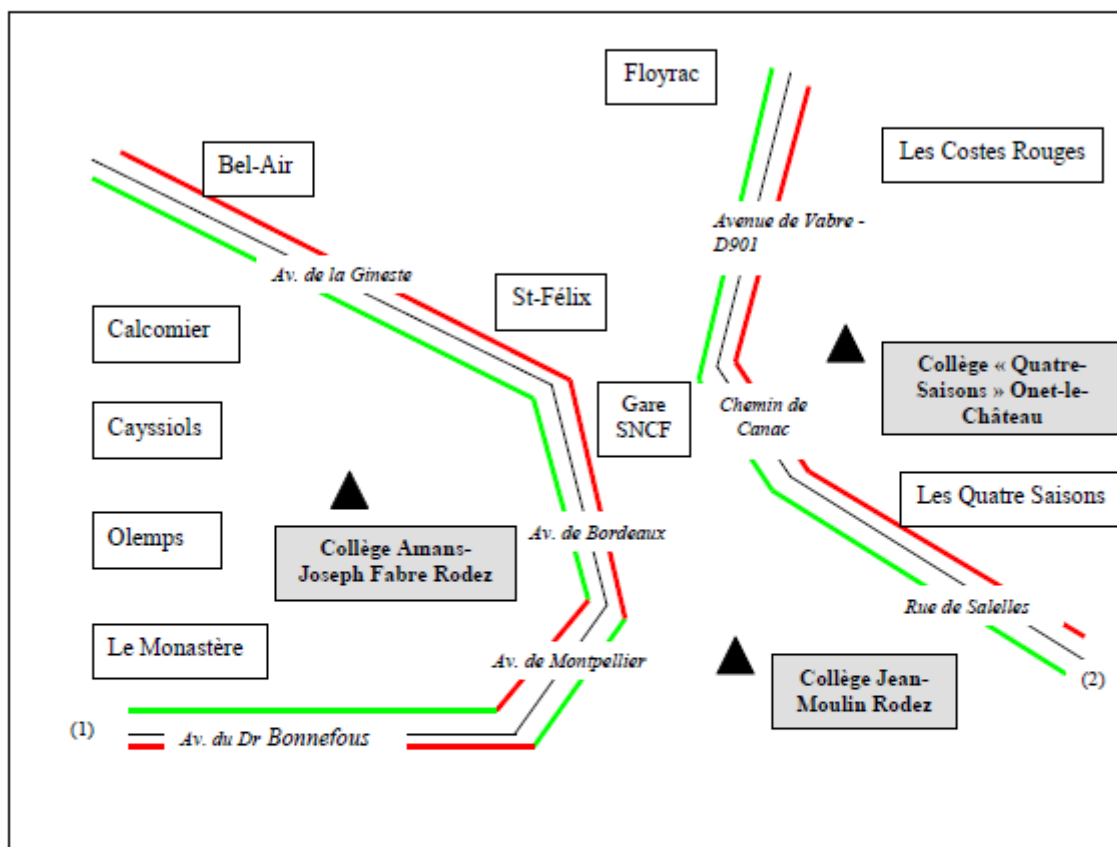 Floyrac
Bel-Air
Les Costes Rouges
Avenue de Vabre -
D901
Av. de la Gineste
St-Félix
Calcomier
Collège « Quatre-
Saisons » Onet-le-
Château
Gare
SNCF
Chemin de
Canac
Cayssiols
Les Quatre Saisons
Olemps
Collège Amans-
Joseph Fabre Rodez
Av. de Bordeaux
Rue de Salelles
Le Monastère
Av. de Montpellier
Collège Jean-
Moulin Rodez
(2)
(1)
Av. du Dr Bonnefous